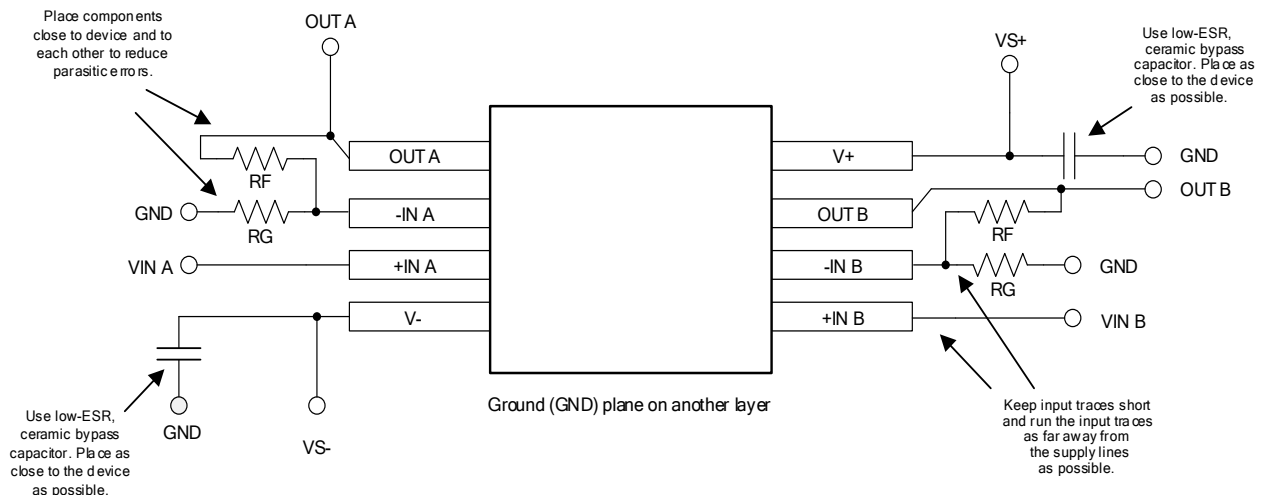 Place components
close to device and to
each other to reduce
parasitic errors.
OUT A
VS+
Use low-ESR,
ceramic bypass
capacitor. Place as
close to the device
as possible.
OUT A
V+
GND
RF
OUT B
GND
-IN A
OUT B
RG
RF
VIN A
+IN A
-IN B
GND
RG
V-
+IN B
VIN B
Ground (GND) plane on another layer
Use low-ESR,
ceramic bypass
capacitor. Place as
close to the device
as possible.
GND
VS-
Keep input traces short
and run the input traces
as far away from
the supply lines
as possible.